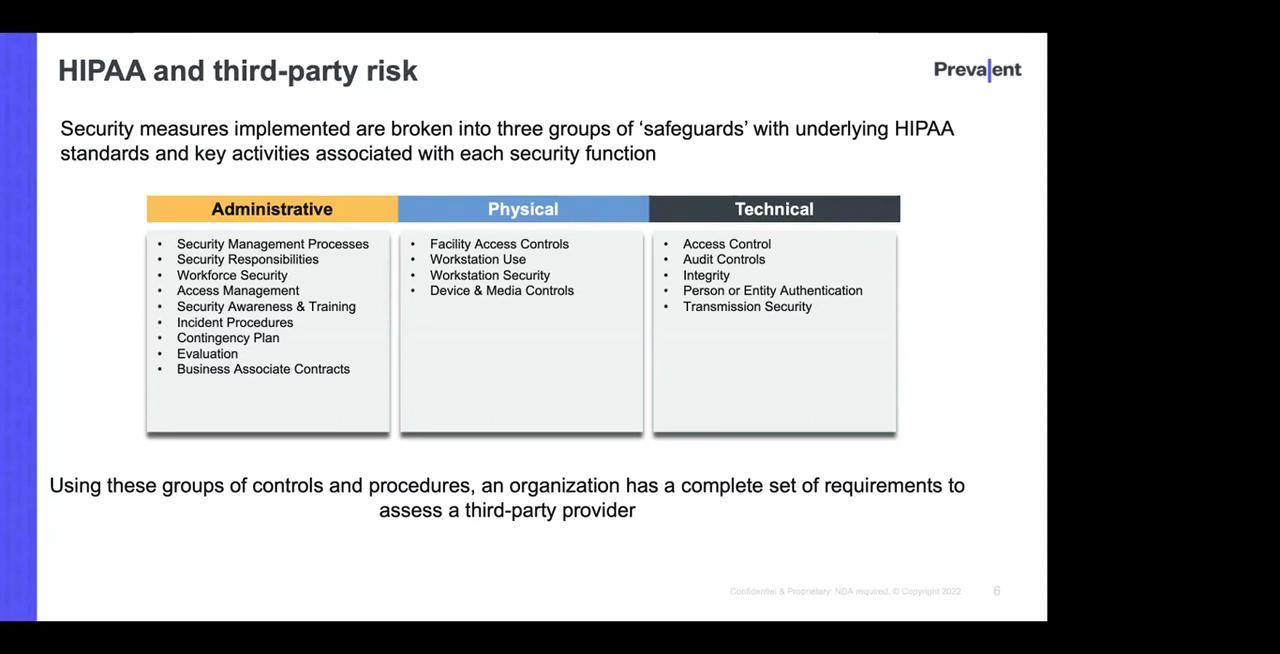 HIPAA and third-party risk
Prevalent
Security measures implemented are broken into three groups of ‘safeguards’ with underlying HIPAA
standards and key activities associated with each security function
Administrative
Physical
Technical
• Security Management Processes
• Security Responsibilities
• Workforce Security
• Access Management
• Security Awareness & Training
• Incident Procedures
• Contingency Plan
• Evaluation
• Business Associate Contracts
• Facility Access Controls
• Workstation Use
• Workstation Security
• Device & Media Controls
• Access Control
• Audit Controls
• Integrity
• Person or Entity Authentication
• Transmission Security
Using these groups of controls and procedures, an organization has a complete set of requirements to
assess a third-party provider
Confidential & Proprietary: NDA required. © Copyright 2022
6